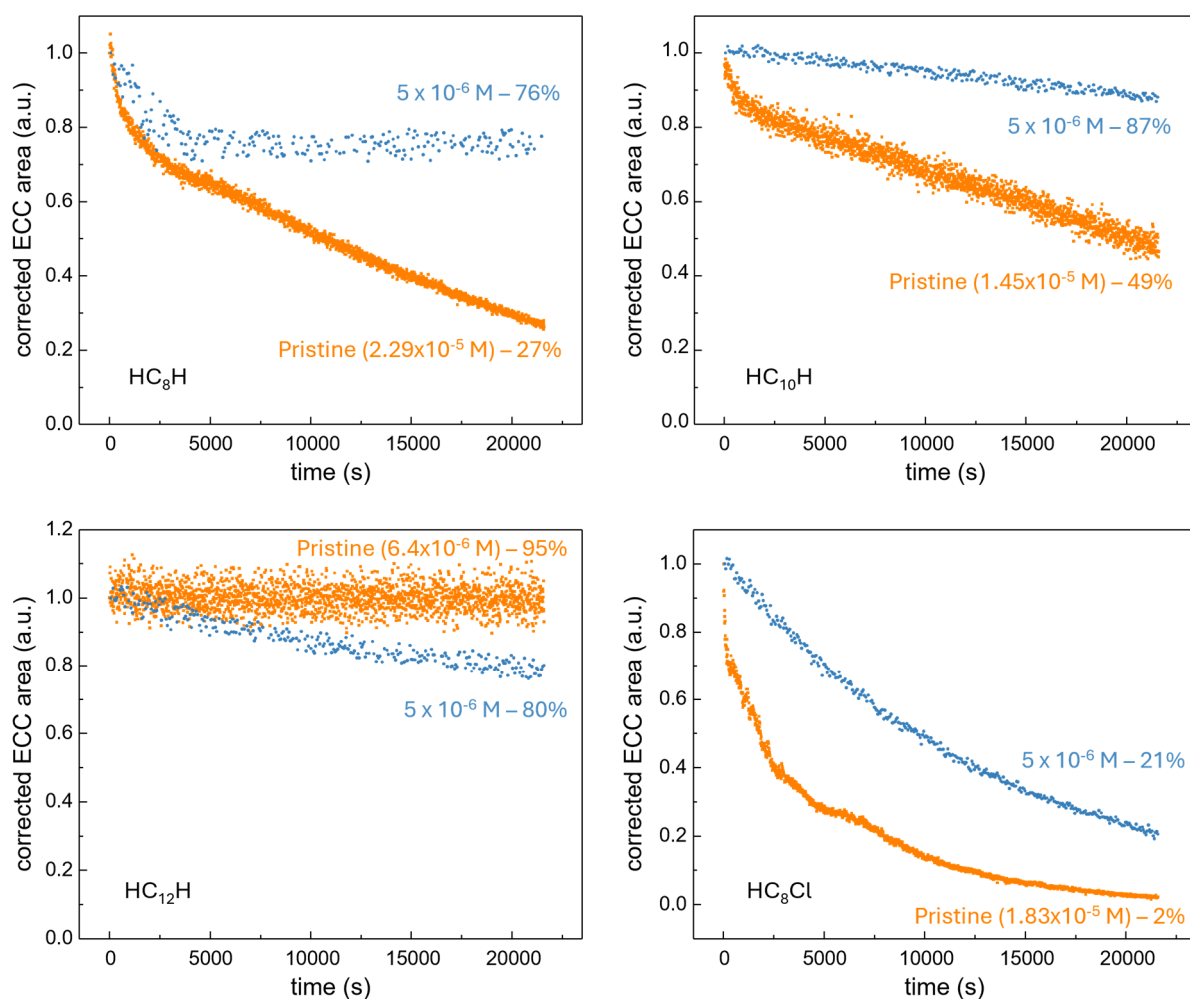 corrected ECC area (a.u.)
1.0
0.8
0.6
0.4
0.2
0.0
5 x 10⁻⁶ M – 76%
Pristine (2.29x10⁻⁵ M) – 27%
HC₈H
0 5000 10000 15000 20000
time (s)
corrected ECC area (a.u.)
1.0
0.8
0.6
0.4
0.2
0.0
5 x 10⁻⁶ M – 87%
Pristine (1.45x10⁻⁵ M) – 49%
HC₁₀H
0 5000 10000 15000 20000
time (s)
corrected ECC area (a.u.)
1.2
1.0
0.8
0.6
0.4
0.2
0.0
Pristine (6.4x10⁻⁶ M) – 95%
5 x 10⁻⁶ M – 80%
HC₁₂H
0 5000 10000 15000 20000
time (s)
corrected ECC area (a.u.)
1.0
0.8
0.6
0.4
0.2
0.0
5 x 10⁻⁶ M – 21%
HC₈Cl
Pristine (1.83x10⁻⁵ M) – 2%
0 5000 10000 15000 20000
time (s)